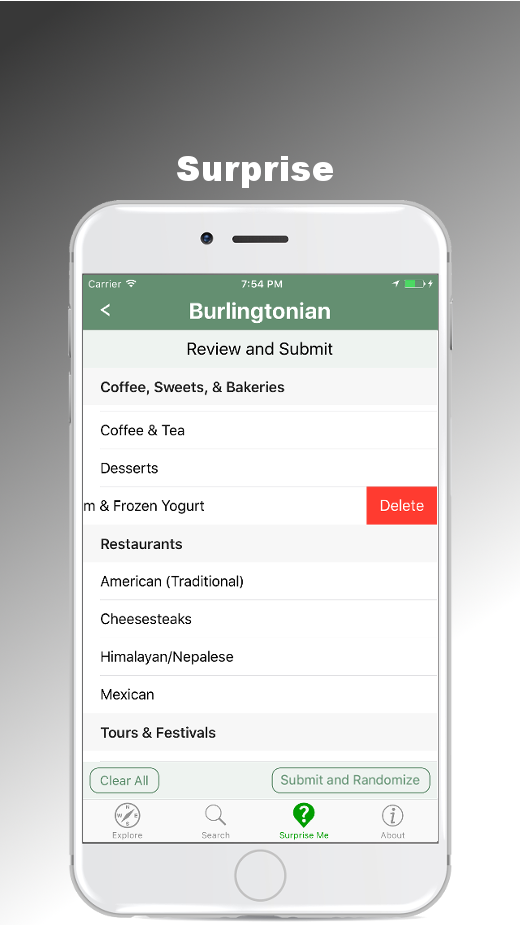 Surprise
Carrier 7:54 PM
< Burlingtonian
Review and Submit
Coffee, Sweets, & Bakeries
Coffee & Tea
Desserts
m & Frozen Yogurt Delete
Restaurants
American (Traditional)
Cheesesteaks
Himalayan/Nepalese
Mexican
Tours & Festivals
Clear All Submit and Randomize
N
W E
S
Explore Search Surprise Me About